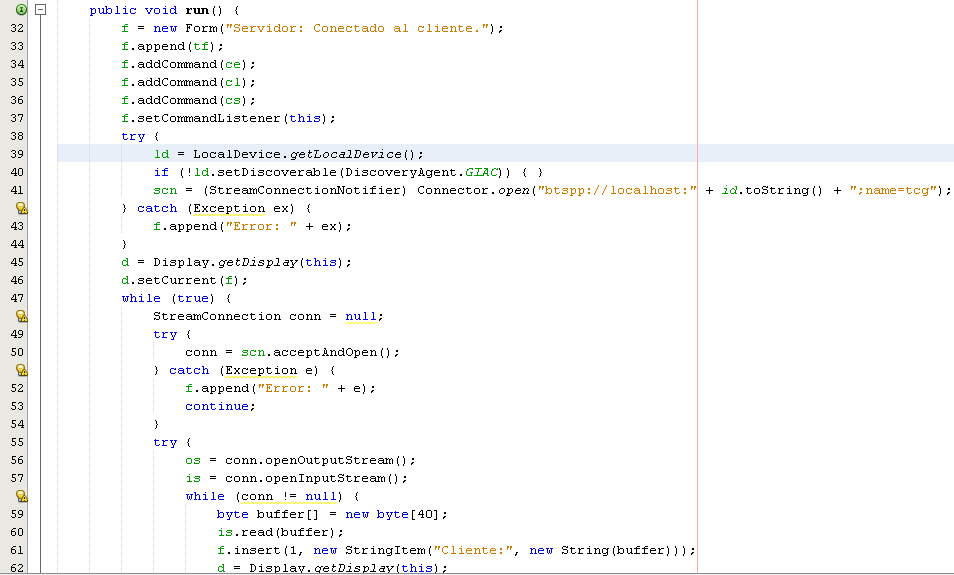 public void run() {
32 f = new Form("Servidor: Conectado al cliente.");
33 f.append(tf);
34 f.addCommand(ce);
35 f.addCommand(cl);
36 f.addCommand(cs);
37 f.setCommandListener(this);
38 try {
39 ld = LocalDevice.getLocalDevice();
40 if (!ld.setDiscoverable(DiscoveryAgent.GIAC)) { }
41 scn = (StreamConnectionNotifier) Connector.open("btspp://localhost:" + id.toString() + ";name=tcg");
} catch (Exception ex) {
43 f.append("Error: " + ex);
44 }
45 d = Display.getDisplay(this);
46 d.setCurrent(f);
47 while (true) {
StreamConnection conn = null;
49 try {
50 conn = scn.acceptAndOpen();
} catch (Exception e) {
52 f.append("Error: " + e);
53 continue;
54 }
55 try {
56 os = conn.openOutputStream();
57 is = conn.openInputStream();
while (conn != null) {
59 byte buffer[] = new byte[40];
60 is.read(buffer);
61 f.insert(1, new StringItem("Cliente:", new String(buffer)));
62 d = Display.getDisplay(this);